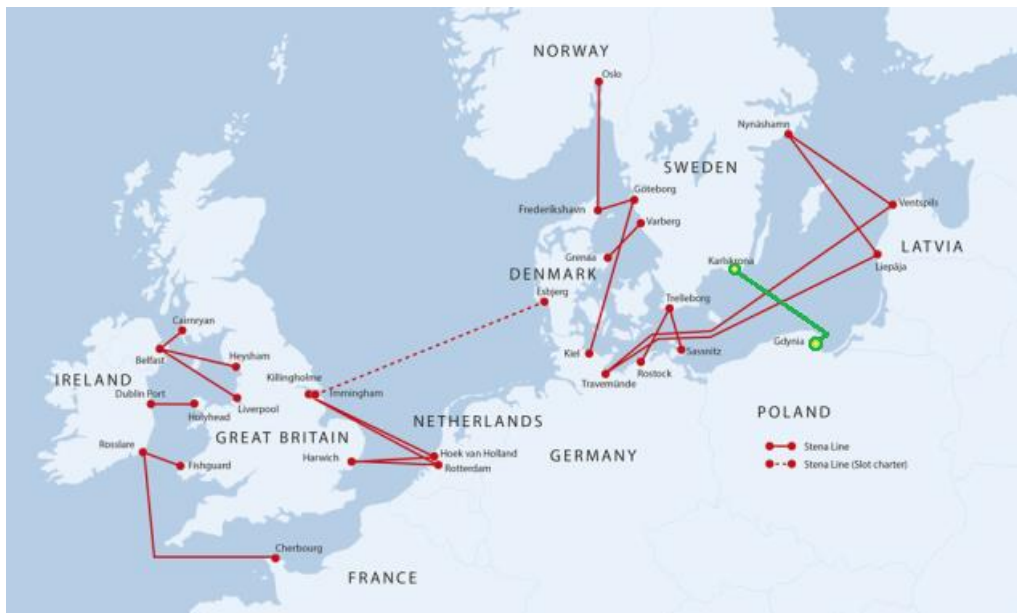 NORWAY
Oslo
Nynäshamn
SWEDEN
Göteborg
Frederikshavn
Varberg
Ventspils
LATVIA
Grenaa
Karlskrona
Liepāja
DENMARK
Esbjerg
Trelleborg
Cairnryan
Gdynia
Belfast
Heysham
Kiel
Sassnitz
Rostock
IRELAND
Killingholme
Travemünde
Immingham
Dublin Port
Holyhead
Liverpool
POLAND
NETHERLANDS
GREAT BRITAIN
Rosslare
Stena Line
Hoek van Holland
GERMANY
Harwich
Fishguard
Rotterdam
Stena Line (Slot charter)
Cherbourg
FRANCE